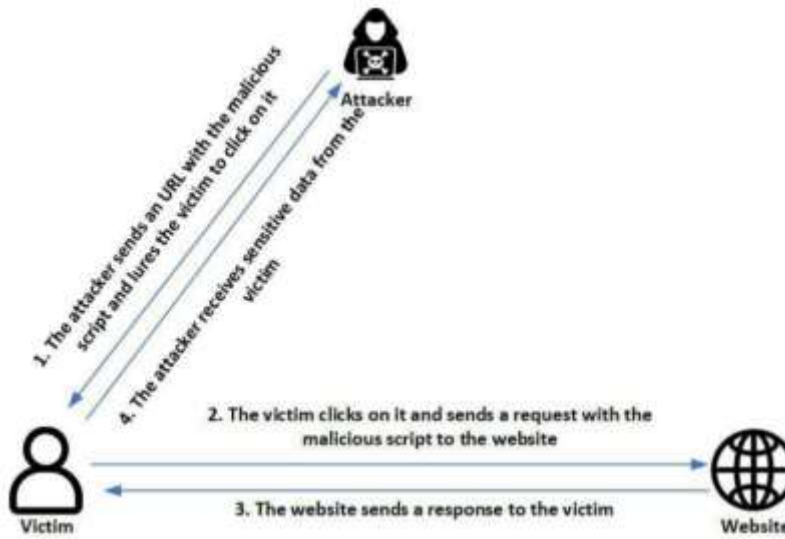 Attacker
1. The attacker sends an URL with the malicious
script and lures the victim to click on it
4. The attacker receives sensitive data from the
victim
2. The victim clicks on it and sends a request with the
malicious script to the website
3. The website sends a response to the victim
Victim
Website